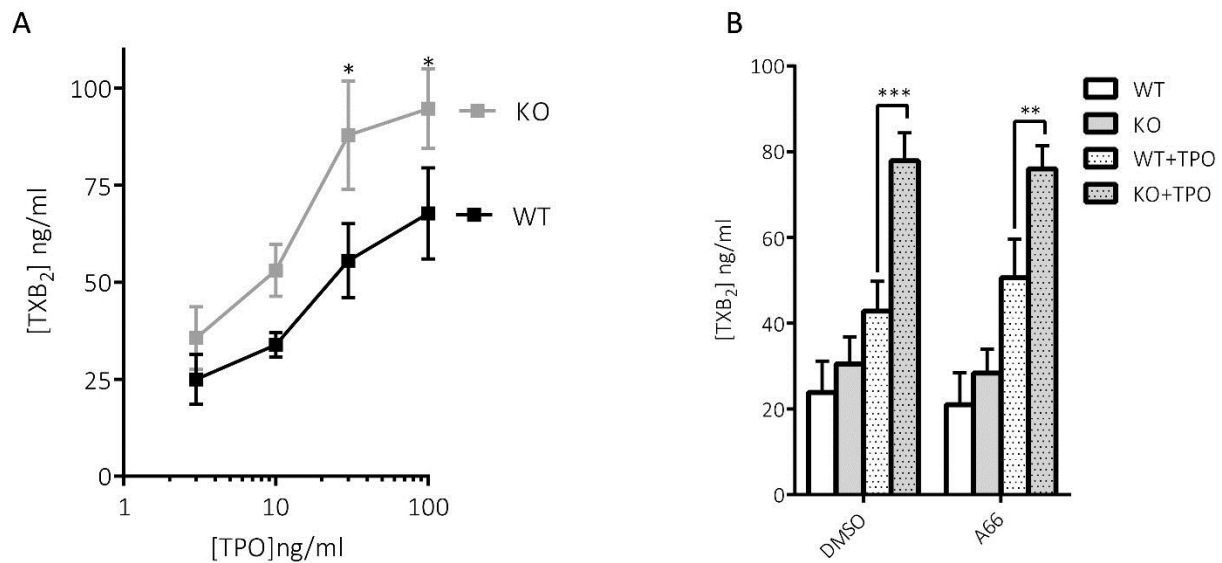 A
100
75
50
25
0
[TXB₂] ng/ml
* *
KO
WT
1 10 100
[TPO]ng/ml
B
100
80
60
40
20
0
[TXB₂] ng/ml
***
**
WT
KO
WT+TPO
KO+TPO
DMSO
A66